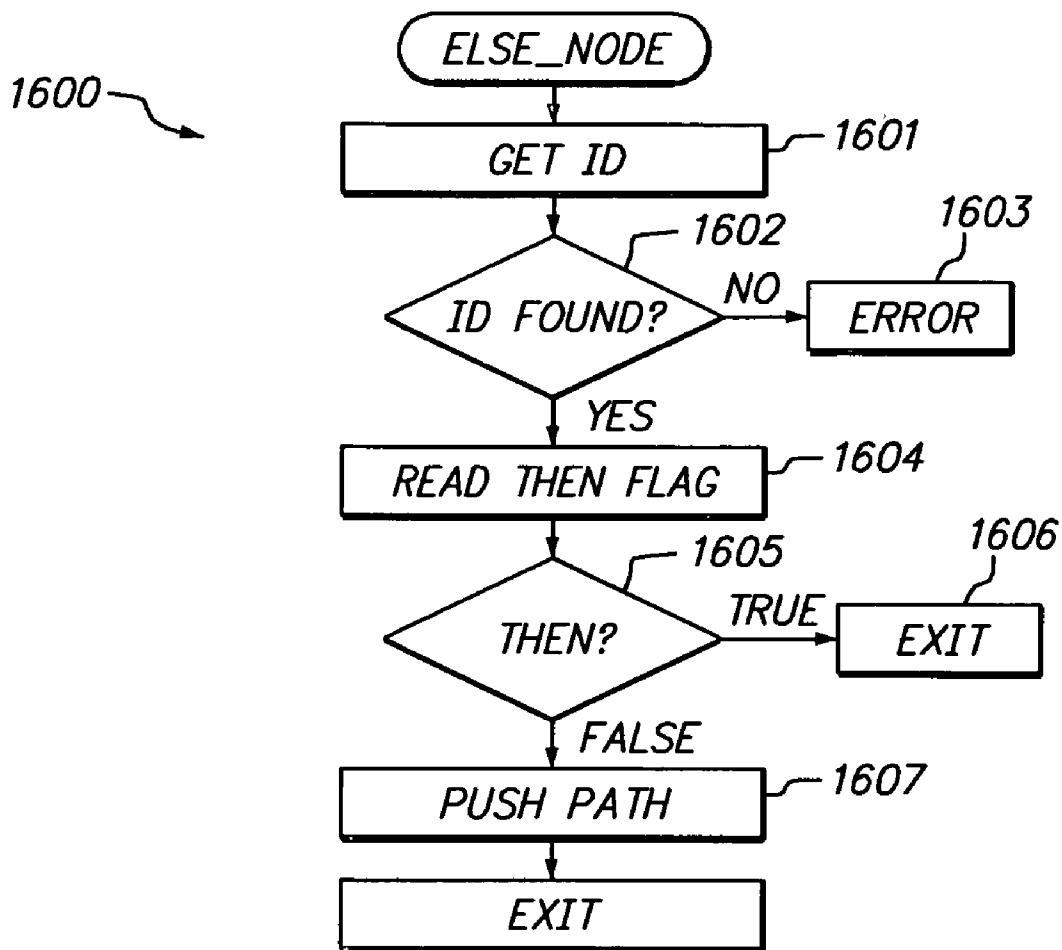 ELSE_NODE
1600
GET ID
1601
1602
1603
ID FOUND?
NO
ERROR
YES
READ THEN FLAG
1604
1605
1606
THEN?
TRUE
EXIT
FALSE
PUSH PATH
1607
EXIT